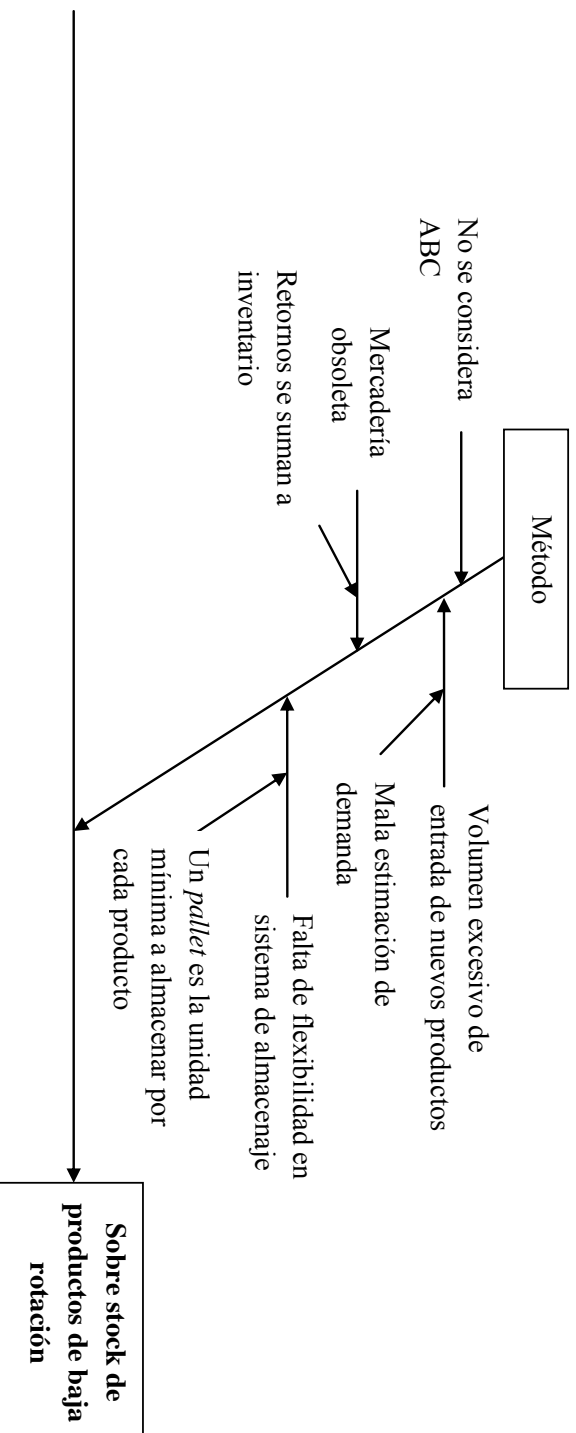 Método
No se considera
ABC
Volumen excesivo de
entrada de nuevos productos
Mercadería
obsoleta
Mala estimación de
demanda
Retornos se suman a
inventario
Falta de flexibilidad en
sistema de almacenaje
Un pallet es la unidad
mínima a almacenar por
cada producto
Sobre stock de
productos de baja
rotación